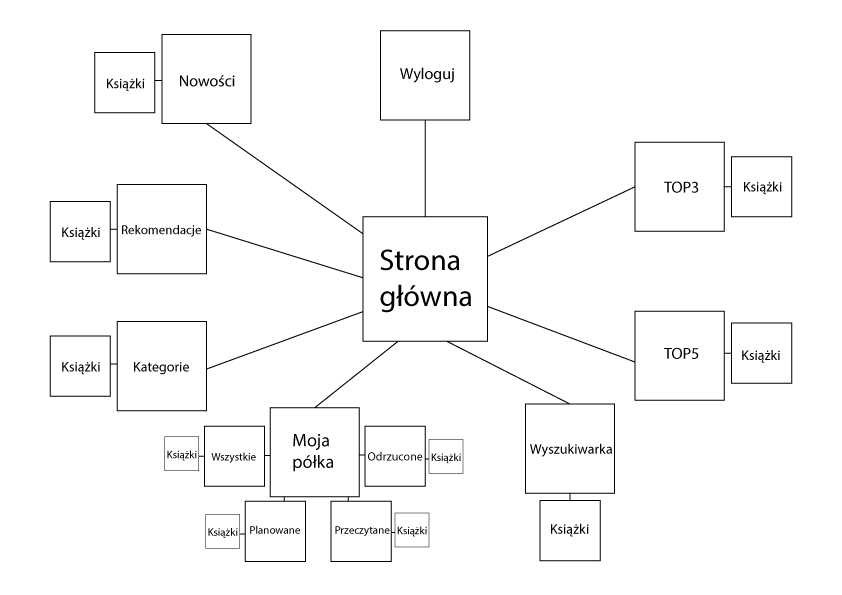 Książki
Nowości
Wyloguj
TOP3
Książki
Książki
Rekomendacje
Strona
główna
Książki
Kategorie
TOP5
Książki
Książki
Wszystkie
Moja
półka
Odrzucone
Książki
Wyszukiwarka
Książki
Planowane
Przeczytane
Książki
Książki